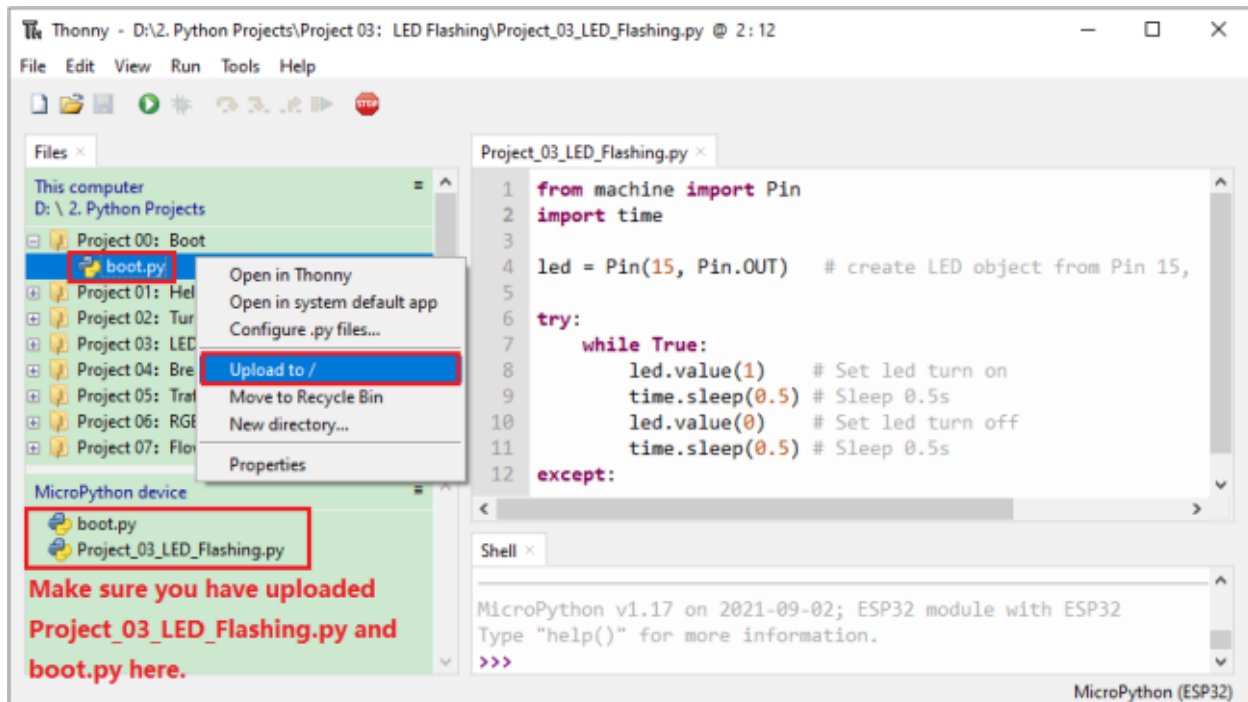 Thonny - D:\2. Python Projects\Project 03: LED Flashing\Project_03_LED_Flashing.py @ 2:12
File Edit View Run Tools Help
STOP
Files ×
This computer
D: \ 2. Python Projects
Project 00: Boot
boot.py
Project 01: Hel
Project 02: Tur
Project 03: LED
Project 04: Bre
Project 05: Traf
Project 06: RGB
Project 07: Flo
Open in Thonny
Open in system default app
Configure .py files...
Upload to /
Move to Recycle Bin
New directory...
Properties
MicroPython device
boot.py
Project_03_LED_Flashing.py
Make sure you have uploaded
Project_03_LED_Flashing.py and
boot.py here.
Project_03_LED_Flashing.py ×
1 from machine import Pin
2 import time
3
4 led = Pin(15, Pin.OUT) # create LED object from Pin 15,
5
6 try:
7 while True:
8 led.value(1) # Set led turn on
9 time.sleep(0.5) # Sleep 0.5s
10 led.value(0) # Set led turn off
11 time.sleep(0.5) # Sleep 0.5s
12 except:
Shell ×
MicroPython v1.17 on 2021-09-02; ESP32 module with ESP32
Type "help()" for more information.
>>>
MicroPython (ESP32)